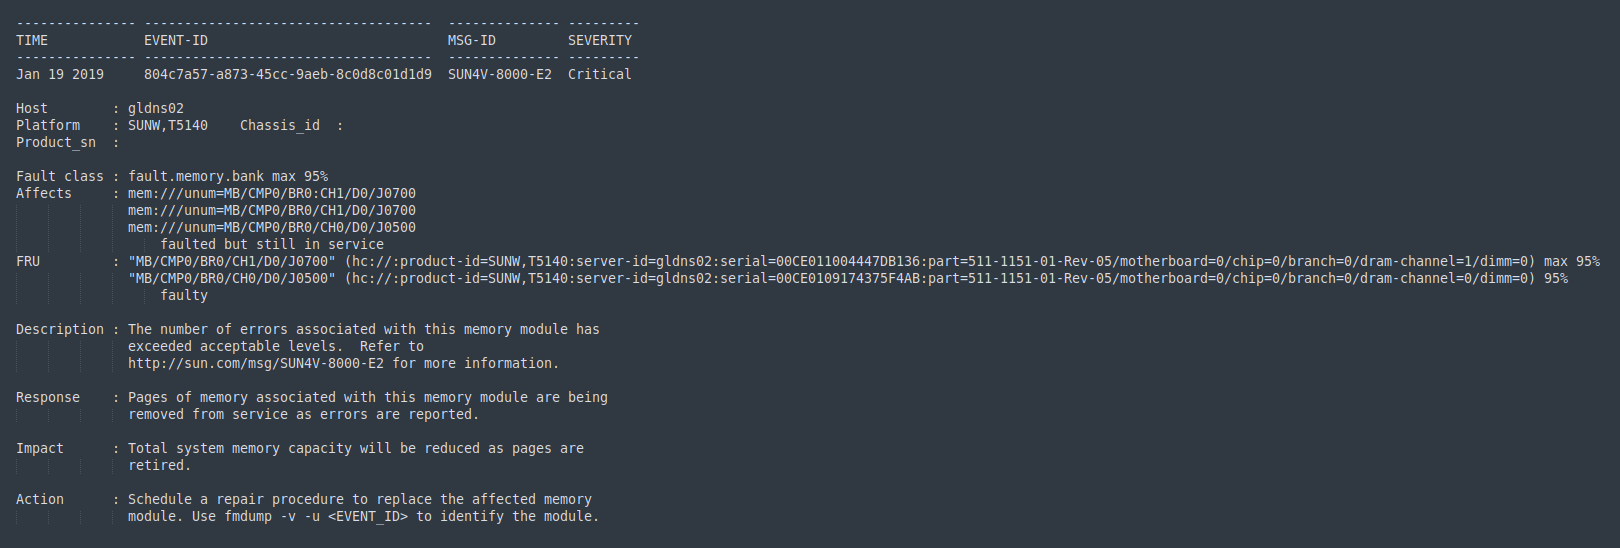 --------------- ------------------------------------  -------------- ---------
TIME            EVENT-ID                              MSG-ID         SEVERITY
--------------- ------------------------------------  -------------- ---------
Jan 19 2019     804c7a57-a873-45cc-9aeb-8c0d8c01d1d9  SUN4V-8000-E2  Critical
Host        : gldns02
Platform    : SUNW,T5140    Chassis_id  :
Product_sn  :
Fault class : fault.memory.bank max 95%
Affects     : mem:///unum=MB/CMP0/BR0:CH1/D0/J0700
              mem:///unum=MB/CMP0/BR0/CH1/D0/J0700
              mem:///unum=MB/CMP0/BR0/CH0/D0/J0500
                  faulted but still in service
FRU         : "MB/CMP0/BR0/CH1/D0/J0700" (hc://:product-id=SUNW,T5140:server-id=gldns02:serial=00CE011004447DB136:part=511-1151-01-Rev-05/motherboard=0/chip=0/branch=0/dram-channel=1/dimm=0) max 95%
              "MB/CMP0/BR0/CH0/D0/J0500" (hc://:product-id=SUNW,T5140:server-id=gldns02:serial=00CE0109174375F4AB:part=511-1151-01-Rev-05/motherboard=0/chip=0/branch=0/dram-channel=0/dimm=0) 95%
                  faulty
Description : The number of errors associated with this memory module has
              exceeded acceptable levels.  Refer to
              http://sun.com/msg/SUN4V-8000-E2 for more information.
Response    : Pages of memory associated with this memory module are being
              removed from service as errors are reported.
Impact      : Total system memory capacity will be reduced as pages are
              retired.
Action      : Schedule a repair procedure to replace the affected memory
              module. Use fmdump -v -u <EVENT_ID> to identify the module.